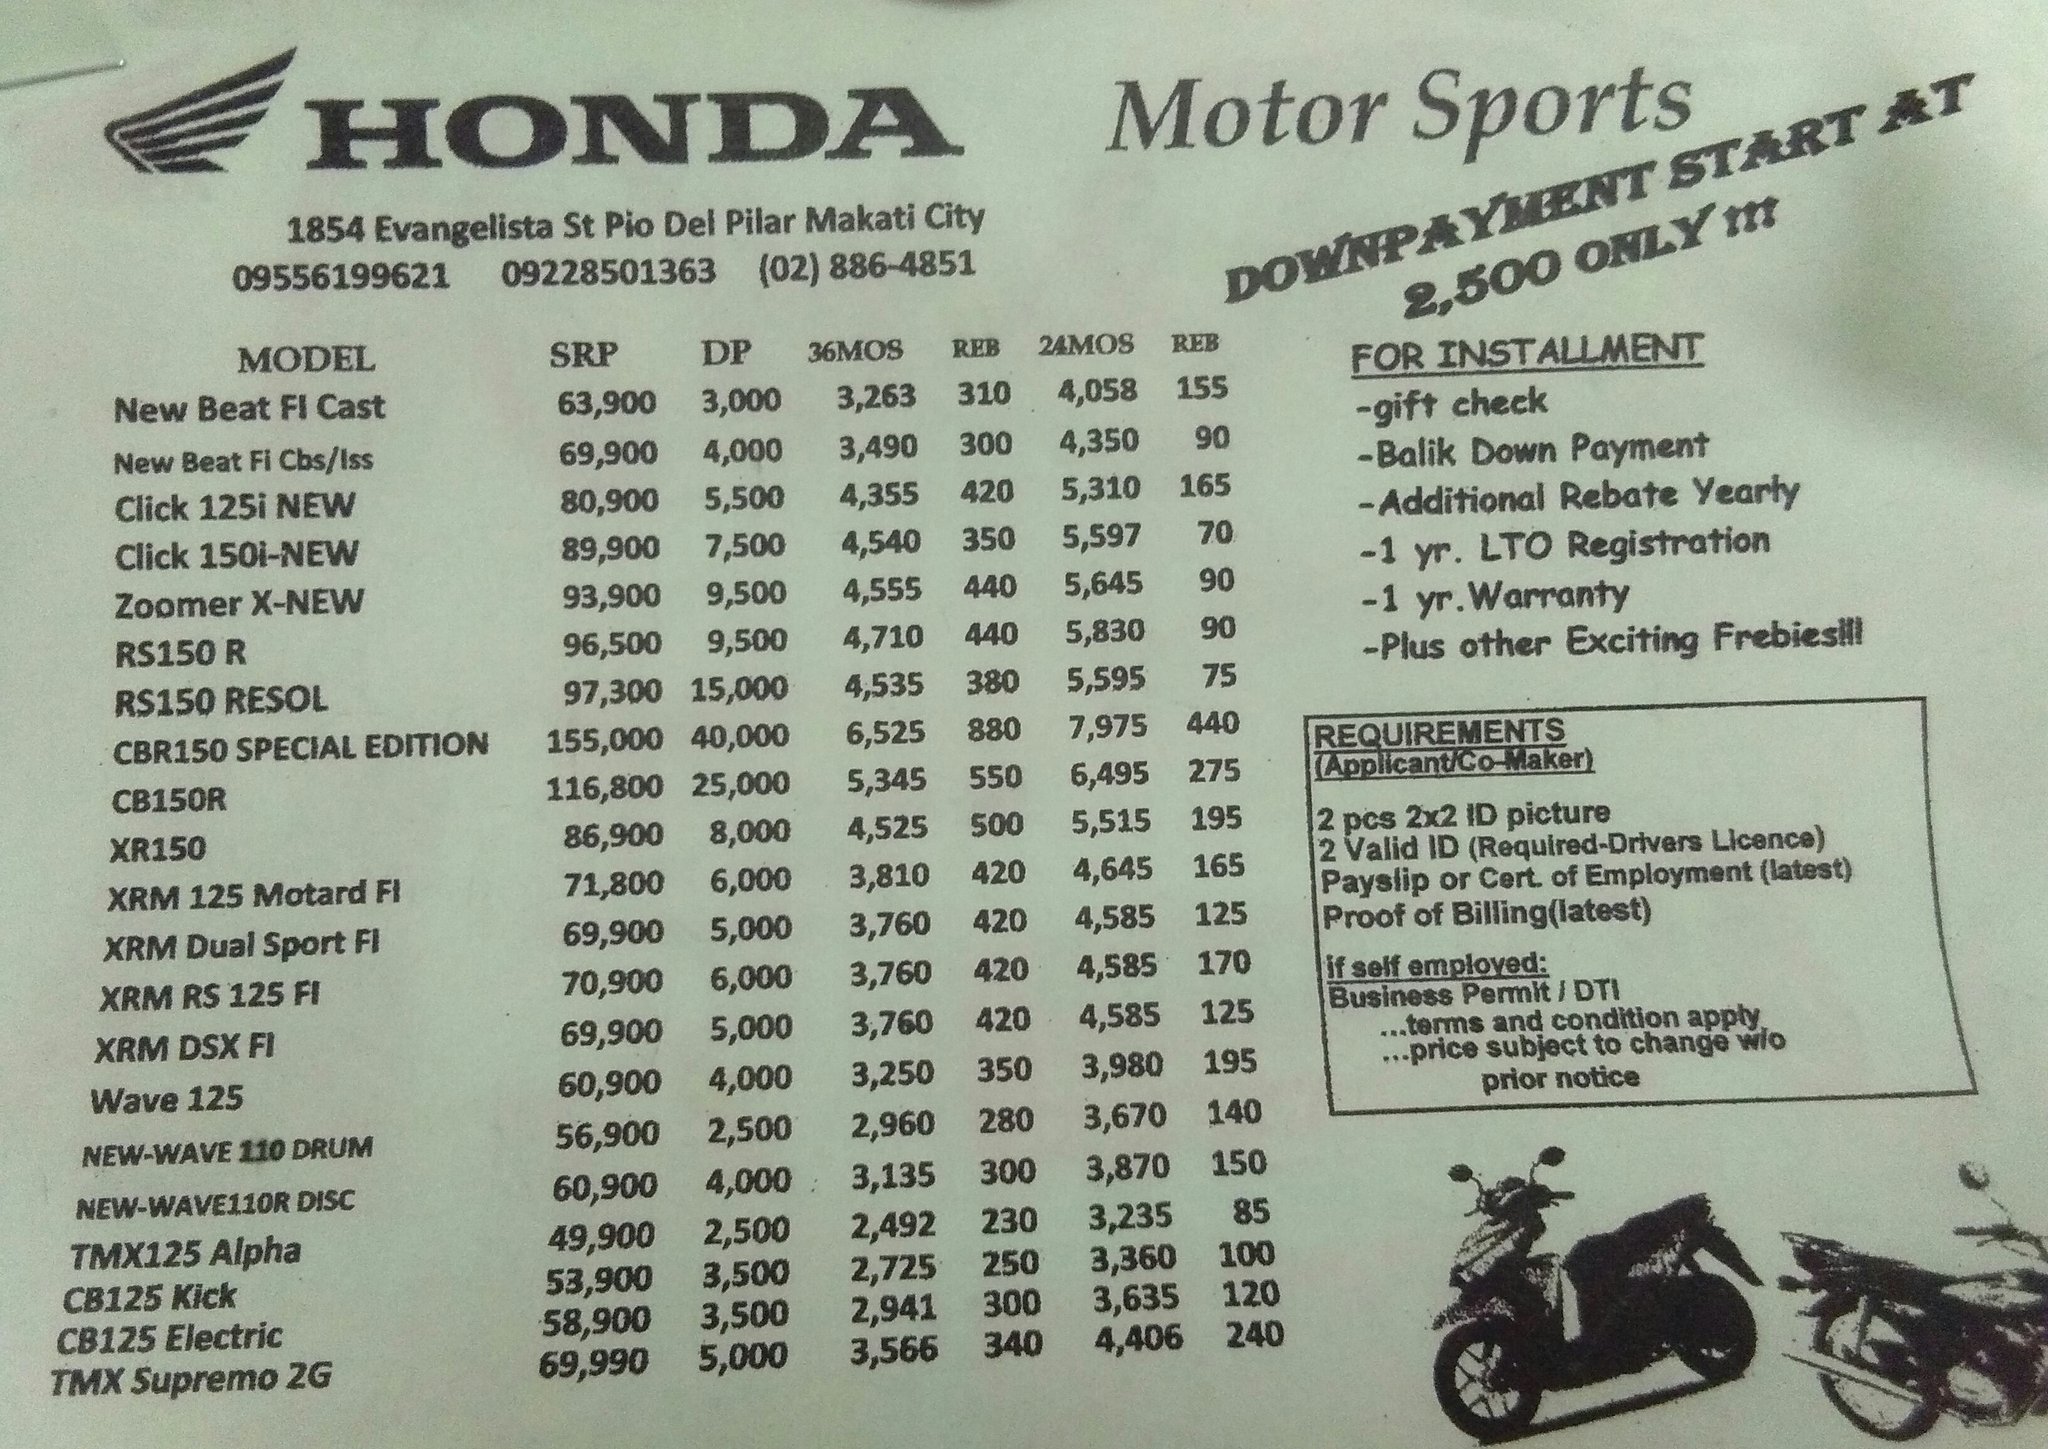 HONDA Motor Sports
1854 Evangelista St Pio Del Pilar Makati City
09556199621 09228501363 (02) 886-4851
DOWNPAYMENT START AT
2,500 ONLY !!!
MODEL SRP DP 36MOS REB 24MOS REB
New Beat FI Cast 63,900 3,000 3,263 310 4,058 155
New Beat Fi Cbs/Iss 69,900 4,000 3,490 300 4,350 90
Click 125i NEW 80,900 5,500 4,355 420 5,310 165
Click 150i-NEW 89,900 7,500 4,540 350 5,597 70
Zoomer X-NEW 93,900 9,500 4,555 440 5,645 90
RS150 R 96,500 9,500 4,710 440 5,830 90
RS150 RESOL 97,300 15,000 4,535 380 5,595 75
CBR150 SPECIAL EDITION 155,000 40,000 6,525 880 7,975 440
CB150R 116,800 25,000 5,345 550 6,495 275
XR150 86,900 8,000 4,525 500 5,515 195
XRM 125 Motard FI 71,800 6,000 3,810 420 4,645 165
XRM Dual Sport FI 69,900 5,000 3,760 420 4,585 125
XRM RS 125 FI 70,900 6,000 3,760 420 4,585 170
XRM DSX FI 69,900 5,000 3,760 420 4,585 125
Wave 125 60,900 4,000 3,250 350 3,980 195
NEW-WAVE 110 DRUM 56,900 2,500 2,960 280 3,670 140
NEW-WAVE110R DISC 60,900 4,000 3,135 300 3,870 150
TMX125 Alpha 49,900 2,500 2,492 230 3,235 85
CB125 Kick 53,900 3,500 2,725 250 3,360 100
CB125 Electric 58,900 3,500 2,941 300 3,635 120
TMX Supremo 2G 69,990 5,000 3,566 340 4,406 240
FOR INSTALLMENT
-gift check
-Balik Down Payment
-Additional Rebate Yearly
-1 yr. LTO Registration
-1 yr.Warranty
-Plus other Exciting Frebies!!!
REQUIREMENTS
(Applicant/Co-Maker)
2 pcs 2x2 ID picture
2 Valid ID (Required-Drivers Licence)
Payslip or Cert. of Employment (latest)
Proof of Billing(latest)
if self employed:
Business Permit / DTI
...terms and condition apply
...price subject to change w/o
prior notice